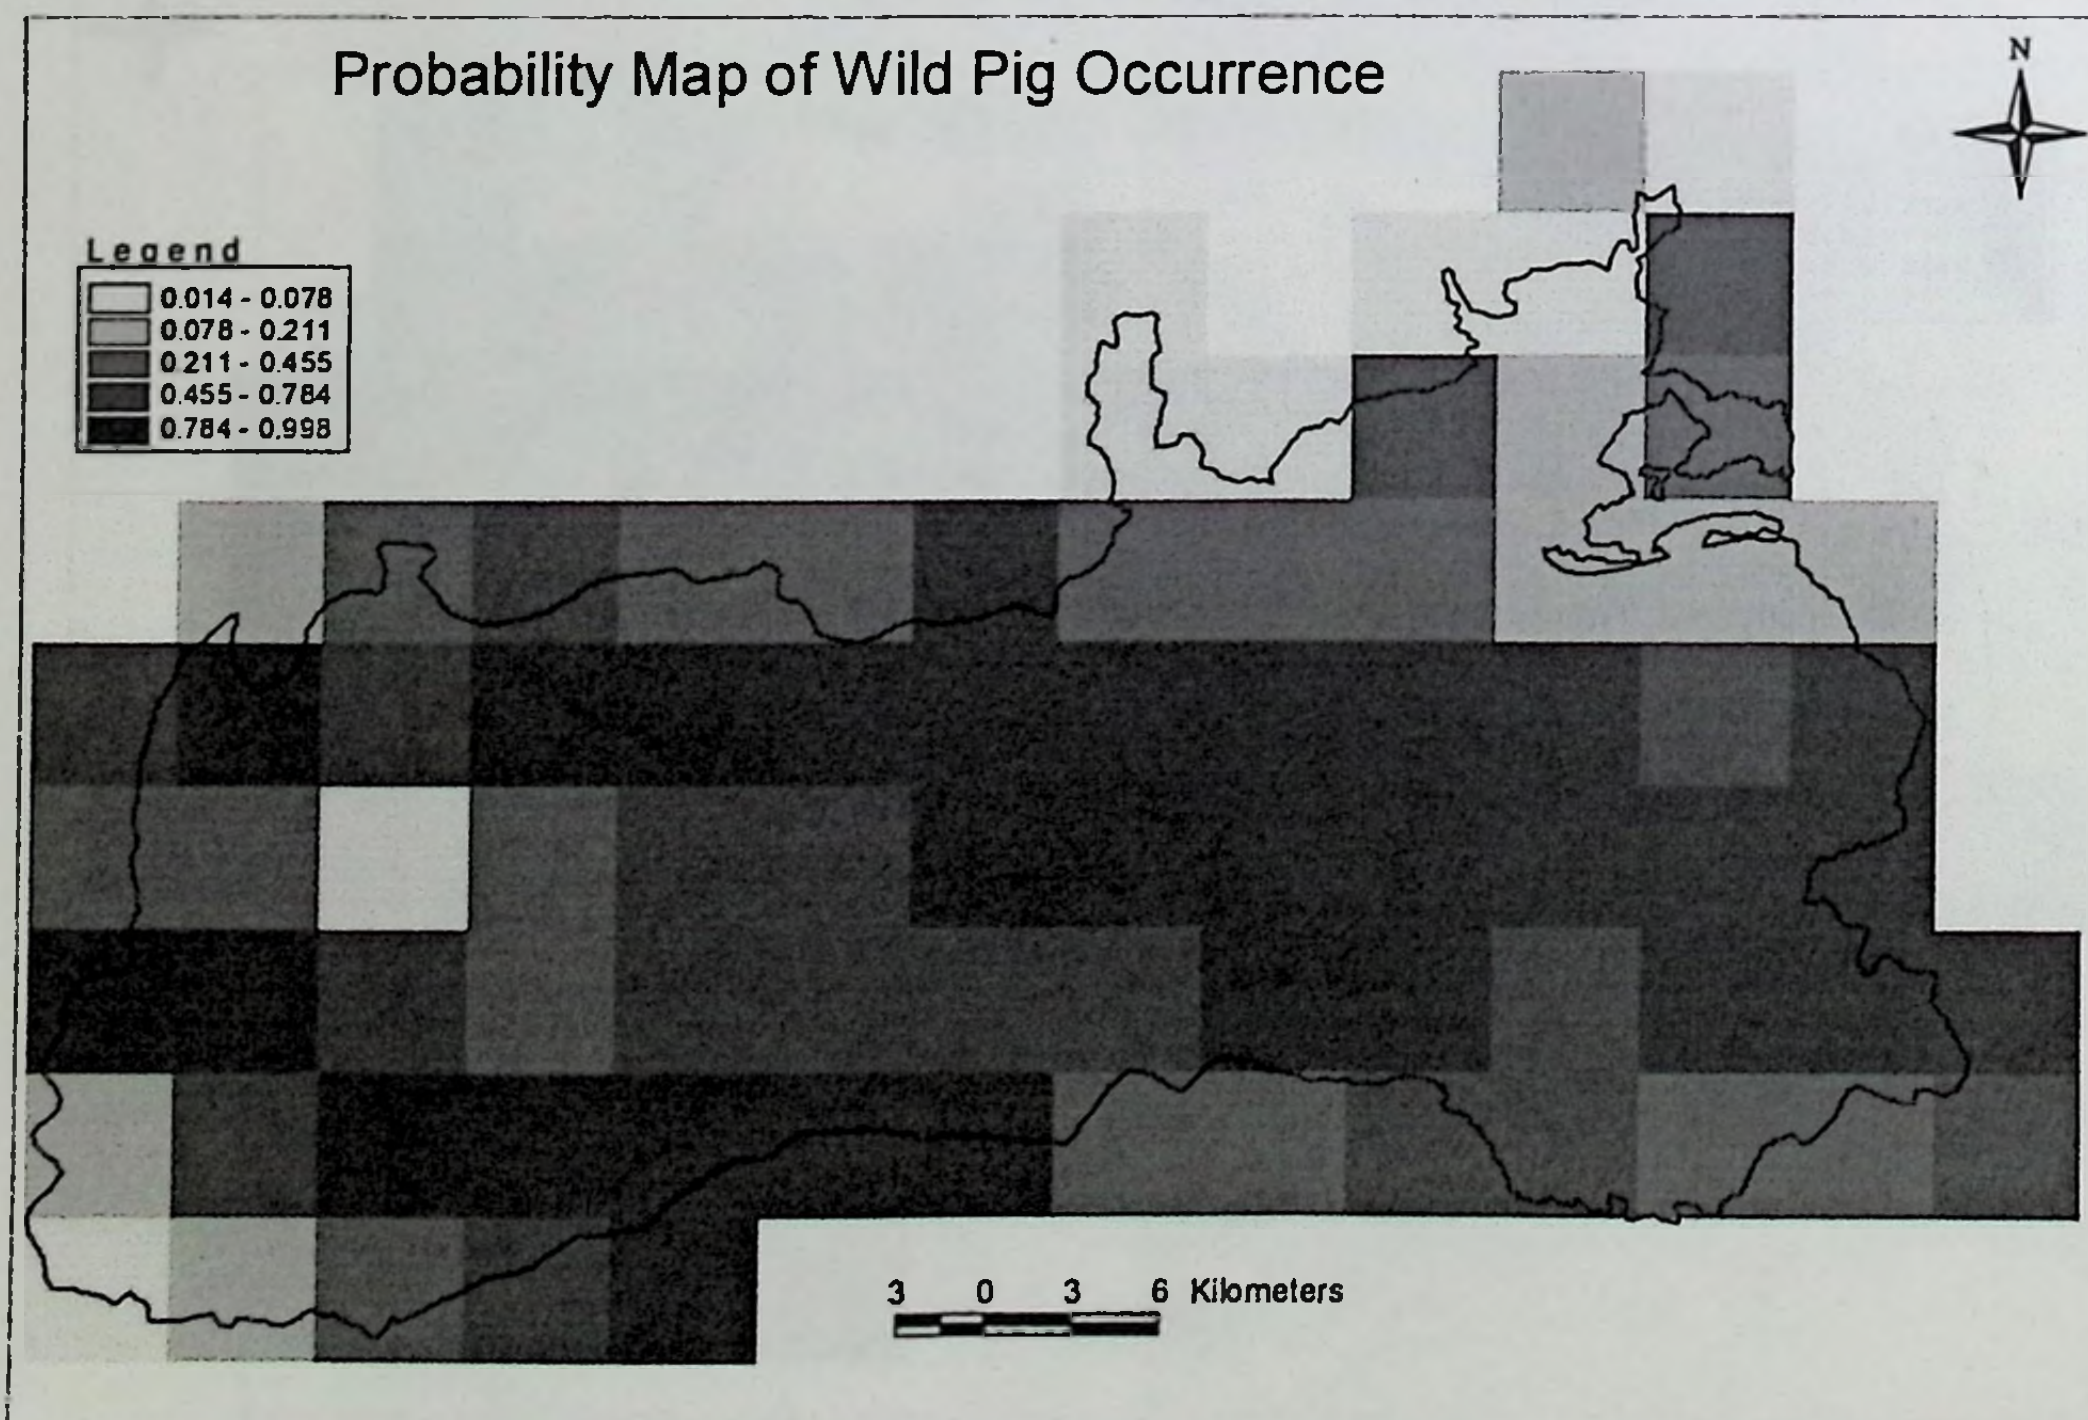 Probability Map of Wild Pig Occurrence
N
Legend
0.014 - 0.078
0.078 - 0.211
0.211 - 0.455
0.455 - 0.784
0.784 - 0.998
3 0 3 6 Kilometers